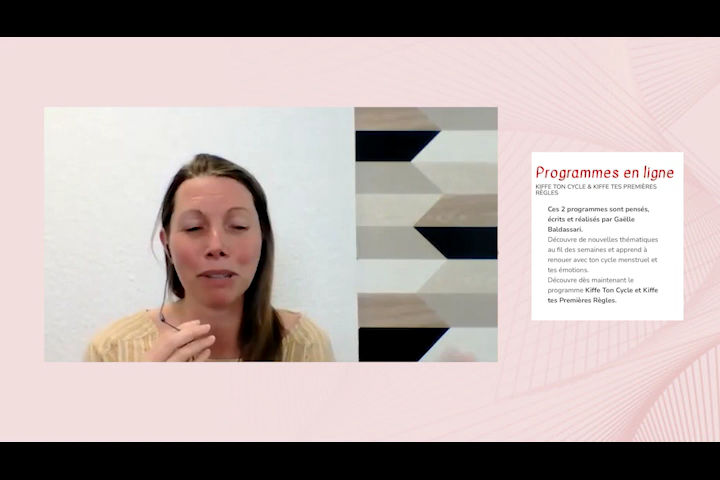 Programmes en ligne
KIFFE TON CYCLE & KIFFE TES PREMIÈRES
RÈGLES
Ces 2 programmes sont pensés,
écrits et réalisés par Gaëlle
Baldassari.
Découvre de nouvelles thématiques
au fil des semaines et apprend à
renouer avec ton cycle menstruel et
tes émotions.
Découvre dès maintenant le
programme Kiffe Ton Cycle et Kiffe
tes Premières Règles.